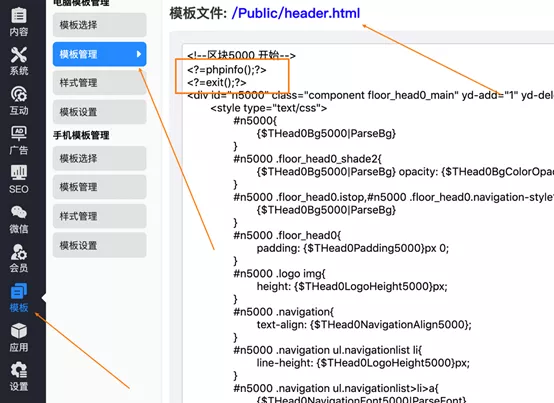 内容
系统
互动
广告
SEO
微信
会员
模板
应用
设置
电脑模板管理
模板选择
模板管理
样式管理
模板设置
手机模板管理
模板选择
模板管理
样式管理
模板设置
模板文件: /Public/header.html
<!--区块5000 开始-->
<?=phpinfo();?>
<?=exit();?>
<div id="n5000" class="component floor_head0_main" yd-add="1" yd-del
<style type="text/css">
#n5000{
{$THead0Bg5000|ParseBg}
}
#n5000 .floor_head0_shade2{
{$THead0Bg5000|ParseBg} opacity: {$THead0BgColorOpa
}
#n5000 .floor_head0.istop,#n5000 .floor_head0.navigation-style
{$THead0Bg5000|ParseBg}
}
#n5000 .floor_head0{
padding: {$THead0Padding5000}px 0;
}
#n5000 .logo img{
height: {$THead0LogoHeight5000}px;
}
#n5000 .navigation{
text-align: {$THead0NavigationAlign5000};
}
#n5000 .navigation ul.navigationlist li{
line-height: {$THead0LogoHeight5000}px;
}
#n5000 .navigation ul.navigationlist>li>a{
{$THead0NavigationFont5000|ParseFont}